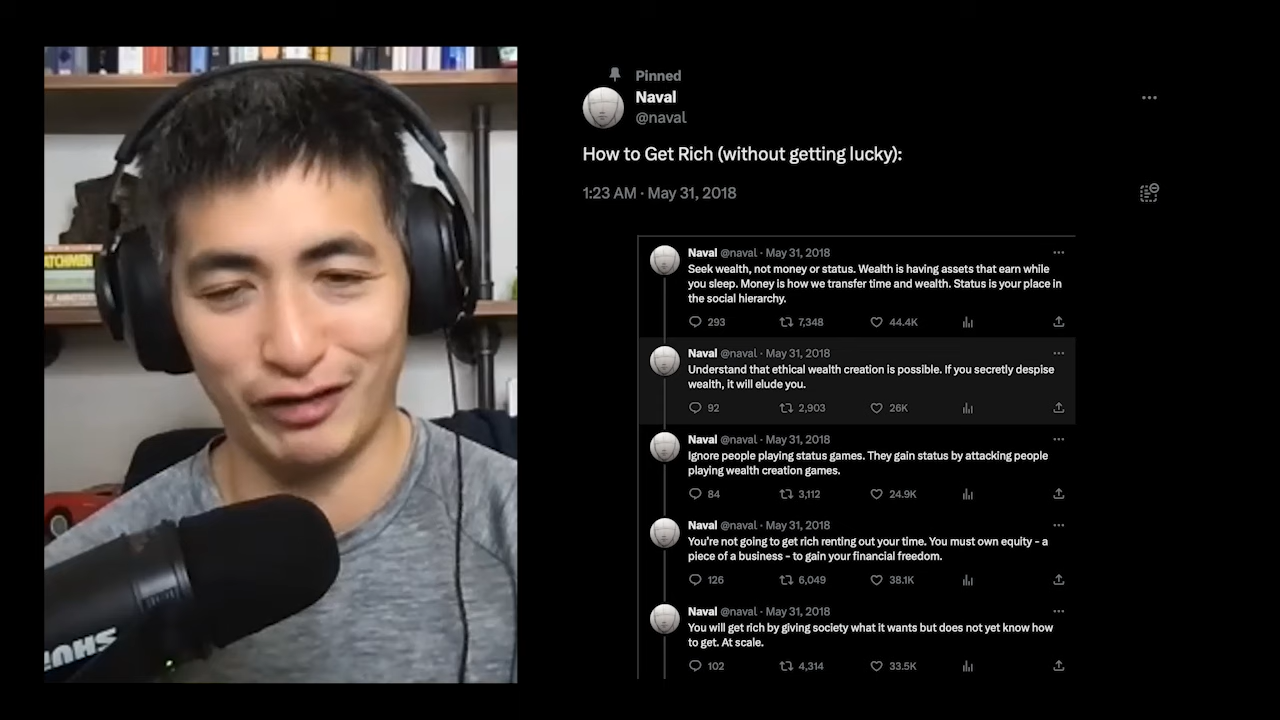 ATCHMEN
SHURE
Pinned
Naval
@naval
How to Get Rich (without getting lucky):
1:23 AM · May 31, 2018
Naval @naval · May 31, 2018
Seek wealth, not money or status. Wealth is having assets that earn while
you sleep. Money is how we transfer time and wealth. Status is your place in
the social hierarchy.
293 7,348 44.4K
Naval @naval · May 31, 2018
Understand that ethical wealth creation is possible. If you secretly despise
wealth, it will elude you.
92 2,903 26K
Naval @naval · May 31, 2018
Ignore people playing status games. They gain status by attacking people
playing wealth creation games.
84 3,112 24.9K
Naval @naval · May 31, 2018
You're not going to get rich renting out your time. You must own equity - a
piece of a business - to gain your financial freedom.
126 6,049 38.1K
Naval @naval · May 31, 2018
You will get rich by giving society what it wants but does not yet know how
to get. At scale.
102 4,314 33.5K